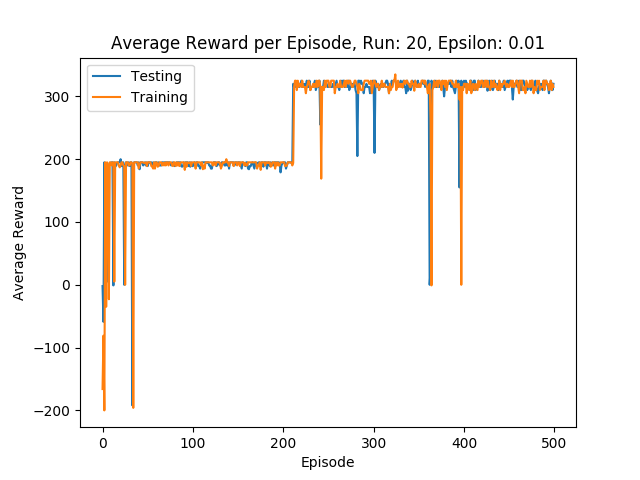 Average Reward per Episode, Run: 20, Epsilon: 0.01
Testing
Training
Average Reward
300
200
100
0
−100
−200
0 100 200 300 400 500
Episode